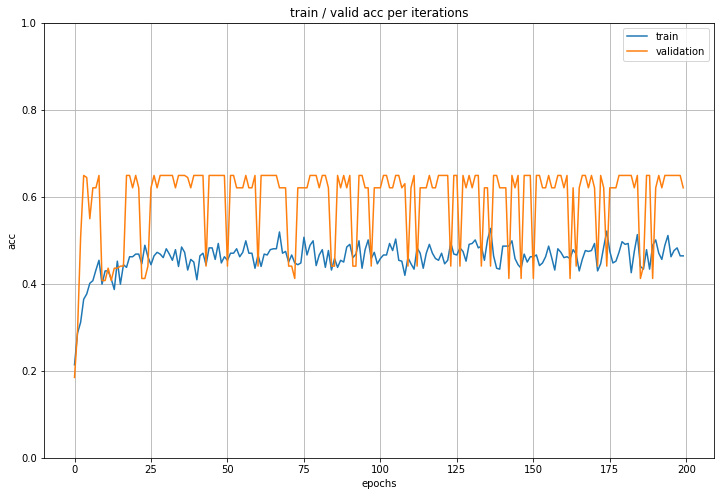 train / valid acc per iterations
train
validation
acc
1.0
0.8
0.6
0.4
0.2
0.0
0 25 50 75 100 125 150 175 200
epochs